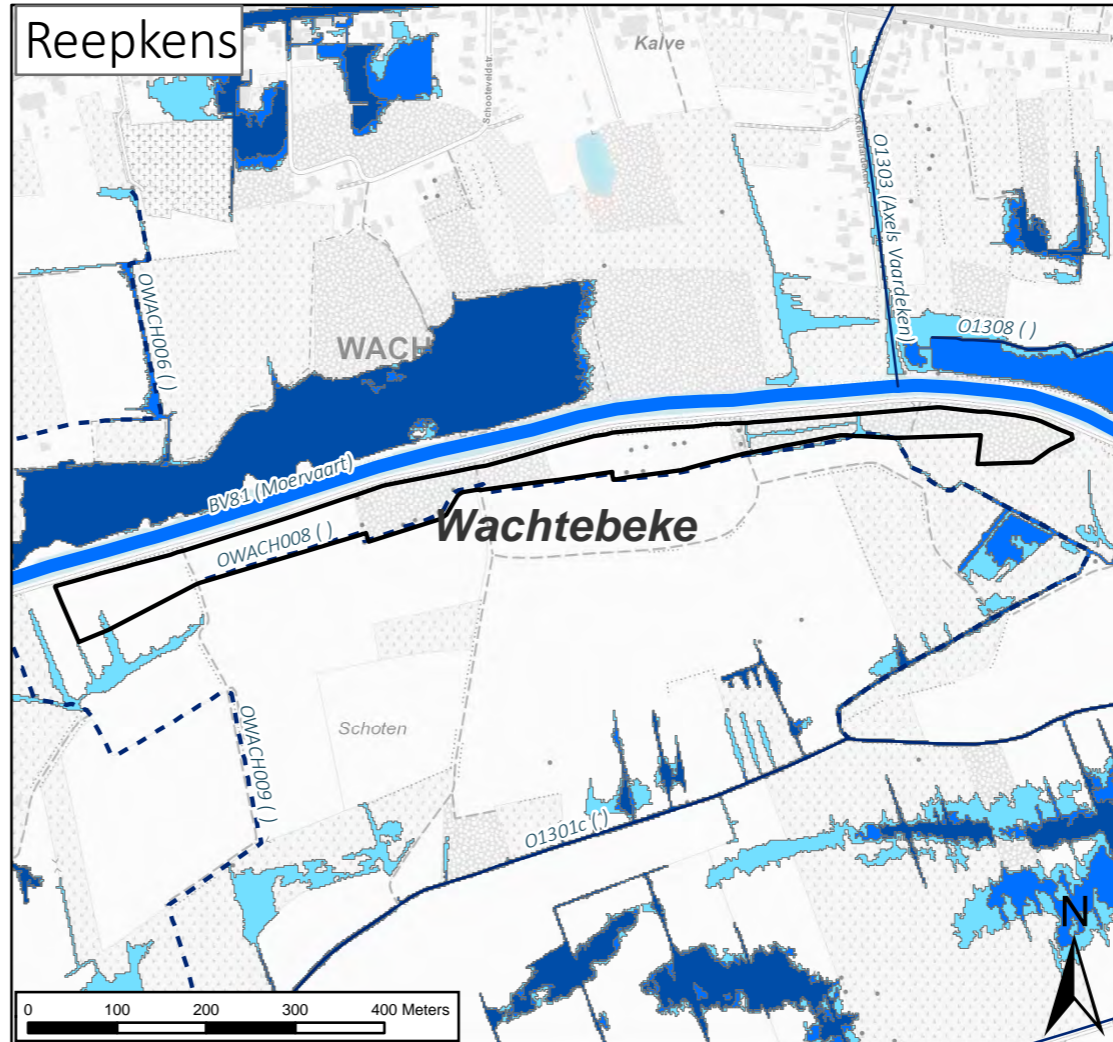 Reepkens
Kalve
Schooteveldstr
Axelsvaardeken
O1303 (Axels Vaardeken)
OWACH006 ( )
O1308 ( )
WACH
BV81 (Moervaart)
OWACH008 ( )
Wachtebeke
OWACH009 ( )
Schoten
O1301c ( )
N
0 100 200 300 400 Meters